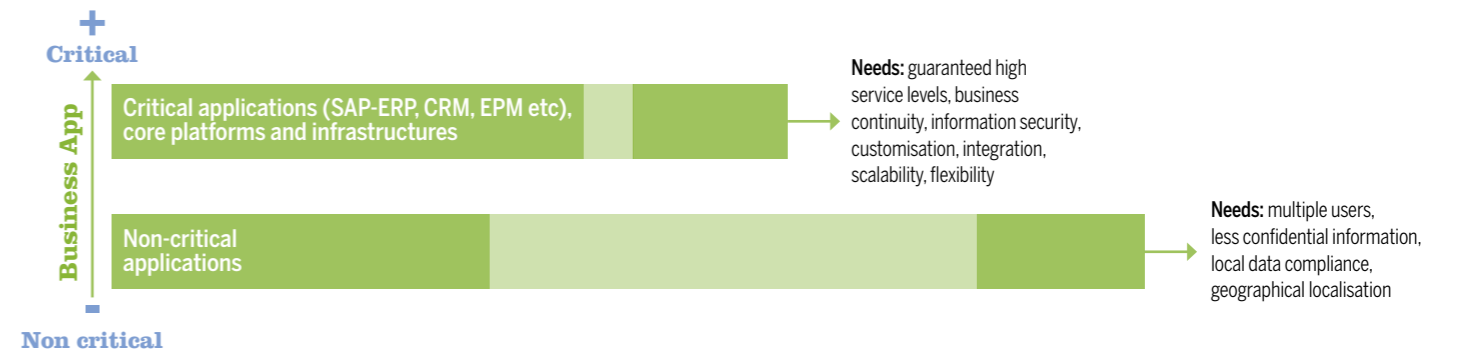 +
Critical
Business App
Critical applications (SAP-ERP, CRM, EPM etc),
core platforms and infrastructures
Needs: guaranteed high
service levels, business
continuity, information security,
customisation, integration,
scalability, flexibility
Non-critical
applications
Needs: multiple users,
less confidential information,
local data compliance,
geographical localisation
-
Non critical